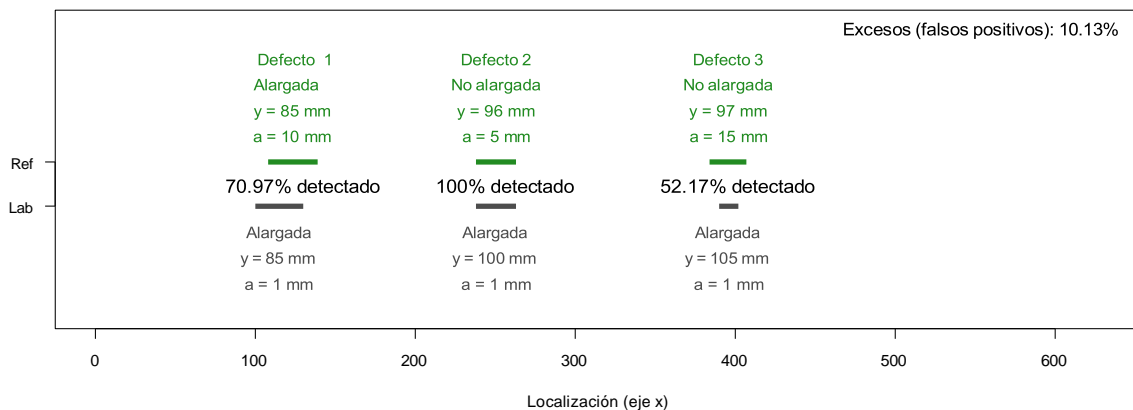 Excesos (falsos positivos): 10.13%
Defecto 1
Alargada
y = 85 mm
a = 10 mm
Defecto 2
No alargada
y = 96 mm
a = 5 mm
Defecto 3
No alargada
y = 97 mm
a = 15 mm
Ref
70.97% detectado
100% detectado
52.17% detectado
Lab
Alargada
y = 85 mm
a = 1 mm
Alargada
y = 100 mm
a = 1 mm
Alargada
y = 105 mm
a = 1 mm
0 100 200 300 400 500 600
Localización (eje x)